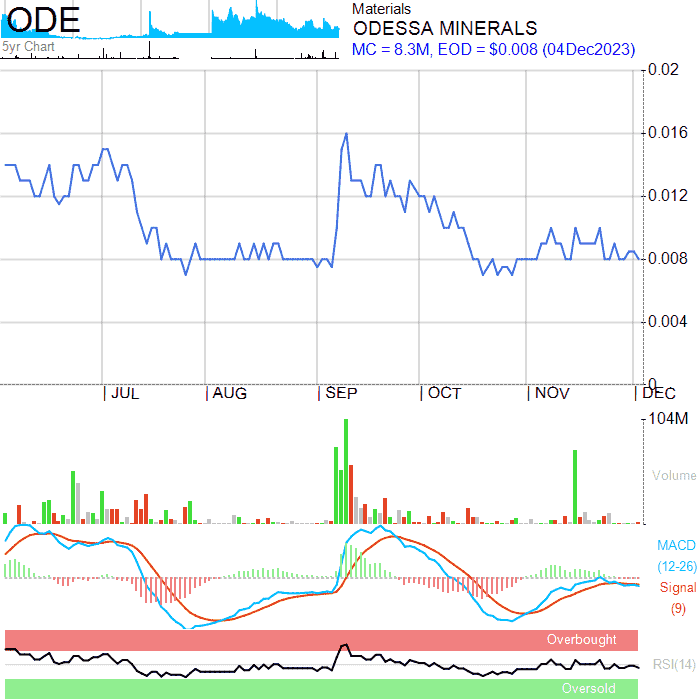 ODE
5yr Chart
Materials
ODESSA MINERALS
MC = 8.3M, EOD = $0.008 (04Dec2023)
0.02
0.016
0.012
0.008
0.004
0
JUL AUG SEP OCT NOV DEC
104M
Volume
MACD
(12-26)
Signal
(9)
Overbought
RSI(14)
Oversold